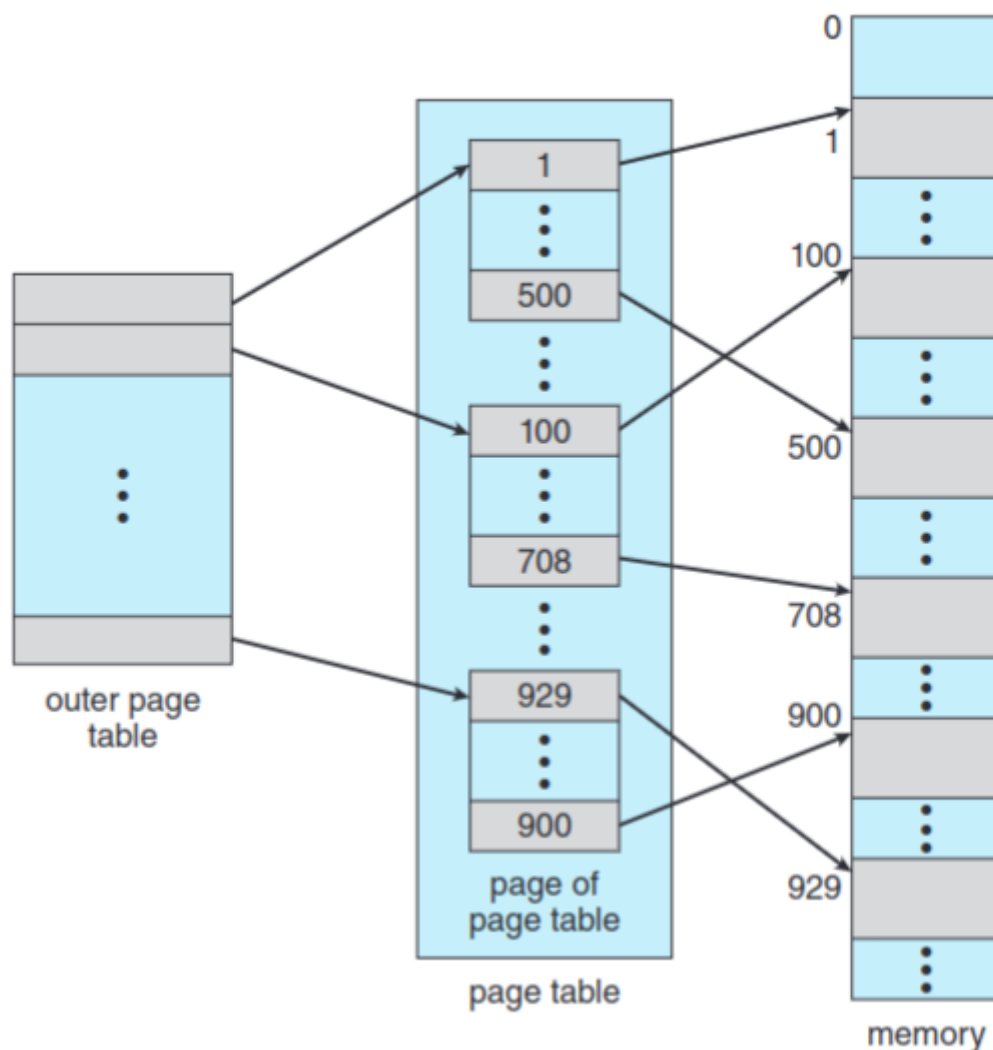 outer page
table
1
500
100
708
929
900
page of
page table
page table
0
1
100
500
708
900
929
memory